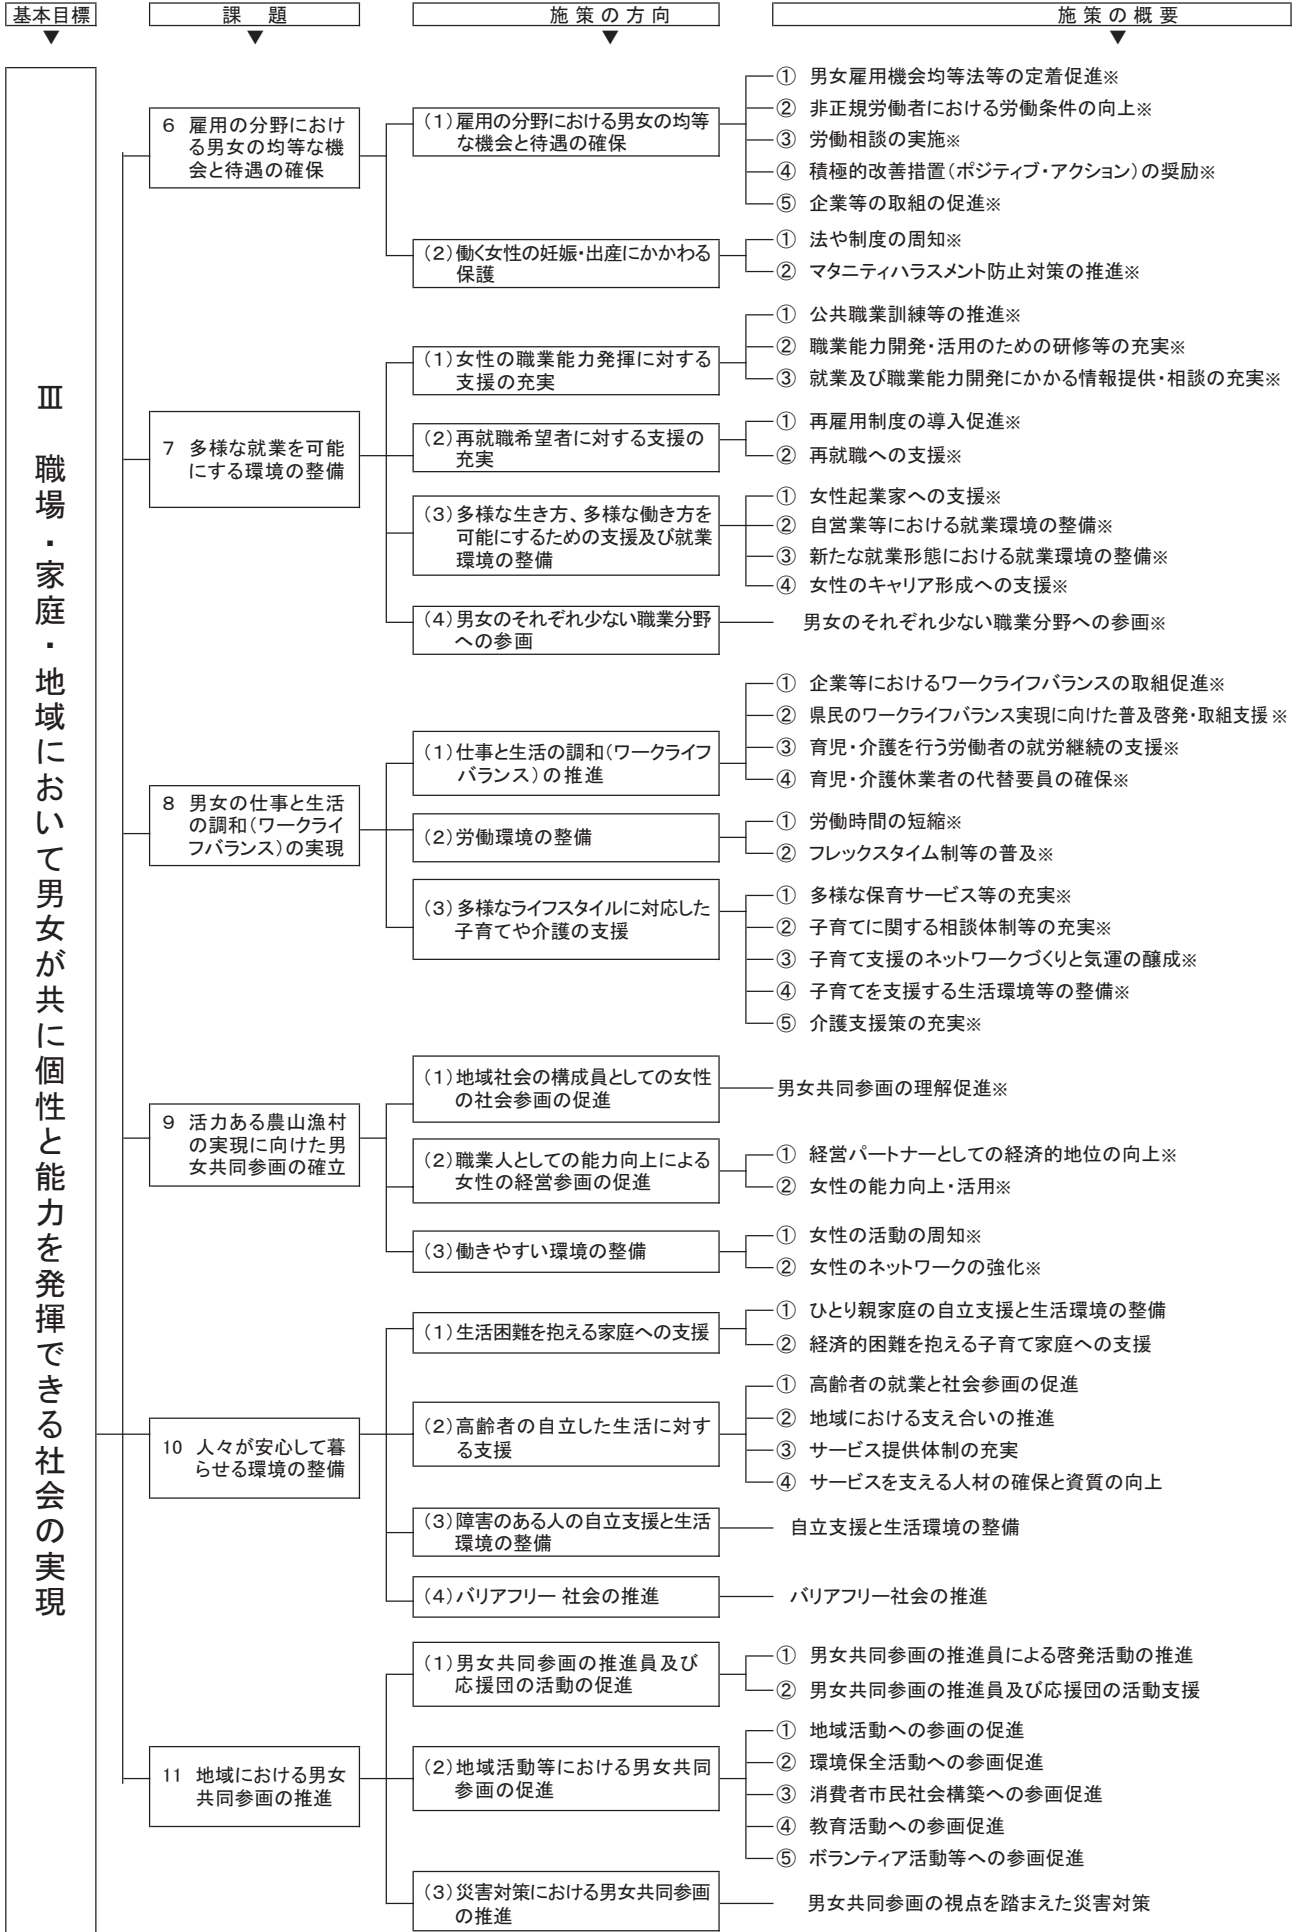 基本目標
課　題
施 策 の 方 向
施 策 の 概 要
▼
▼
▼
▼
Ⅲ　職場・家庭・地域において男女が共に個性と能力を発揮できる社会の実現
６　雇用の分野におけ
る男女の均等な機
会と待遇の確保
（１）雇用の分野における男女の均等
な機会と待遇の確保
①　男女雇用機会均等法等の定着促進※
②　非正規労働者における労働条件の向上※
③　労働相談の実施※
④　積極的改善措置（ポジティブ・アクション）の奨励※
⑤　企業等の取組の促進※
（２）働く女性の妊娠・出産にかかわる
保護
①　法や制度の周知※
②　マタニティハラスメント防止対策の推進※
７　多様な就業を可能
にする環境の整備
（１）女性の職業能力発揮に対する
支援の充実
①　公共職業訓練等の推進※
②　職業能力開発・活用のための研修等の充実※
③　就業及び職業能力開発にかかる情報提供・相談の充実※
（２）再就職希望者に対する支援の
充実
①　再雇用制度の導入促進※
②　再就職への支援※
（３）多様な生き方、多様な働き方を
可能にするための支援及び就業
環境の整備
①　女性起業家への支援※
②　自営業等における就業環境の整備※
③　新たな就業形態における就業環境の整備※
④　女性のキャリア形成への支援※
（４）男女のそれぞれ少ない職業分野
への参画
男女のそれぞれ少ない職業分野への参画※
８　男女の仕事と生活
の調和（ワークライ
フバランス）の実現
（１）仕事と生活の調和（ワークライフ
バランス）の推進
①　企業等におけるワークライフバランスの取組促進※
②　県民のワークライフバランス実現に向けた普及啓発・取組支援※
③　育児・介護を行う労働者の就労継続の支援※
④　育児・介護休業者の代替要員の確保※
（２）労働環境の整備
①　労働時間の短縮※
②　フレックスタイム制等の普及※
（３）多様なライフスタイルに対応した
子育てや介護の支援
①　多様な保育サービス等の充実※
②　子育てに関する相談体制等の充実※
③　子育て支援のネットワークづくりと気運の醸成※
④　子育てを支援する生活環境等の整備※
⑤　介護支援策の充実※
９　活力ある農山漁村
の実現に向けた男
女共同参画の確立
（１）地域社会の構成員としての女性
の社会参画の促進
男女共同参画の理解促進※
（２）職業人としての能力向上による
女性の経営参画の促進
①　経営パートナーとしての経済的地位の向上※
②　女性の能力向上・活用※
（３）働きやすい環境の整備
①　女性の活動の周知※
②　女性のネットワークの強化※
10　人々が安心して暮
らせる環境の整備
（１）生活困難を抱える家庭への支援
①　ひとり親家庭の自立支援と生活環境の整備
②　経済的困難を抱える子育て家庭への支援
（２）高齢者の自立した生活に対す
る支援
①　高齢者の就業と社会参画の促進
②　地域における支え合いの推進
③　サービス提供体制の充実
④　サービスを支える人材の確保と資質の向上
（３）障害のある人の自立支援と生活
環境の整備
自立支援と生活環境の整備
（４）バリアフリー 社会の推進
バリアフリー社会の推進
11　地域における男女
共同参画の推進
（１）男女共同参画の推進員及び
応援団の活動の促進
①　男女共同参画の推進員による啓発活動の推進
②　男女共同参画の推進員及び応援団の活動支援
（２）地域活動等における男女共同
参画の促進
①　地域活動への参画の促進
②　環境保全活動への参画促進
③　消費者市民社会構築への参画促進
④　教育活動への参画促進
⑤　ボランティア活動等への参画促進
（３）災害対策における男女共同参画
の推進
男女共同参画の視点を踏まえた災害対策